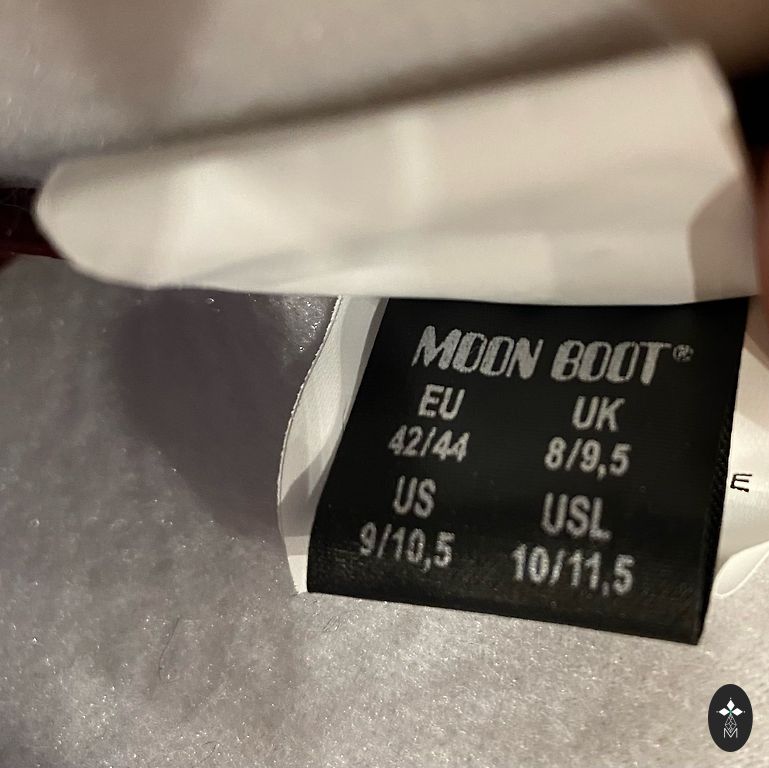 MOON BOOT®
EU UK
42/44 8/9,5
US USL
9/10,5 10/11,5
E
M